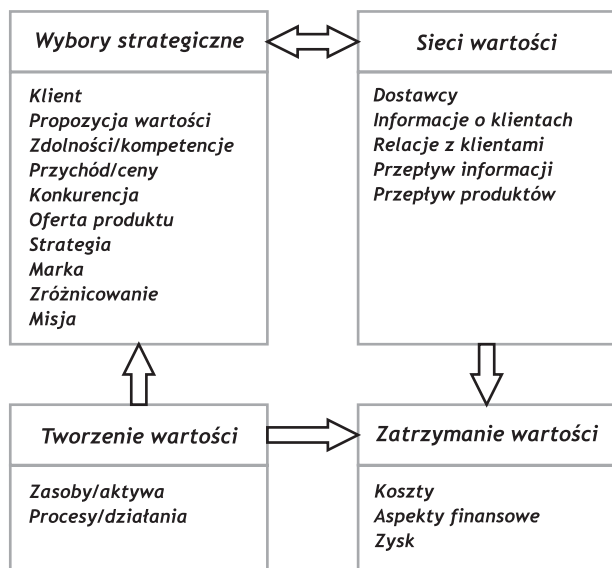 Wybory strategiczne
Klient
Propozycja wartości
Zdolności/kompetencje
Przychód/ceny
Konkurencja
Oferta produktu
Strategia
Marka
Zróżnicowanie
Misja
Sieci wartości
Dostawcy
Informacje o klientach
Relacje z klientami
Przepływ informacji
Przepływ produktów
Tworzenie wartości
Zasoby/aktywa
Procesy/działania
Zatrzymanie wartości
Koszty
Aspekty finansowe
Zysk